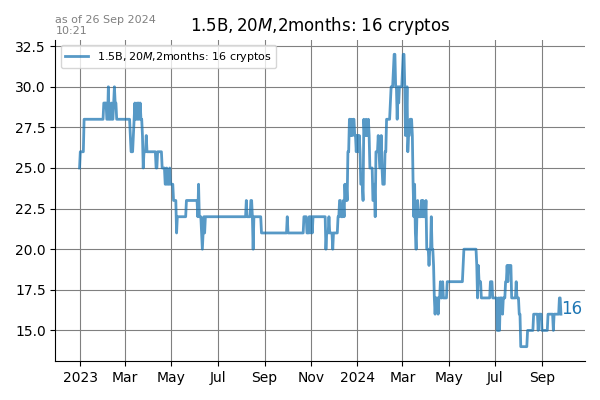 as of 26 Sep 2024
10:21
1.5B, 20M,2months: 16 cryptos
1.5B, 20M,2months: 16 cryptos
32.5
30.0
27.5
25.0
22.5
20.0
17.5
15.0
16
2023 Mar May Jul Sep Nov 2024 Mar May Jul Sep